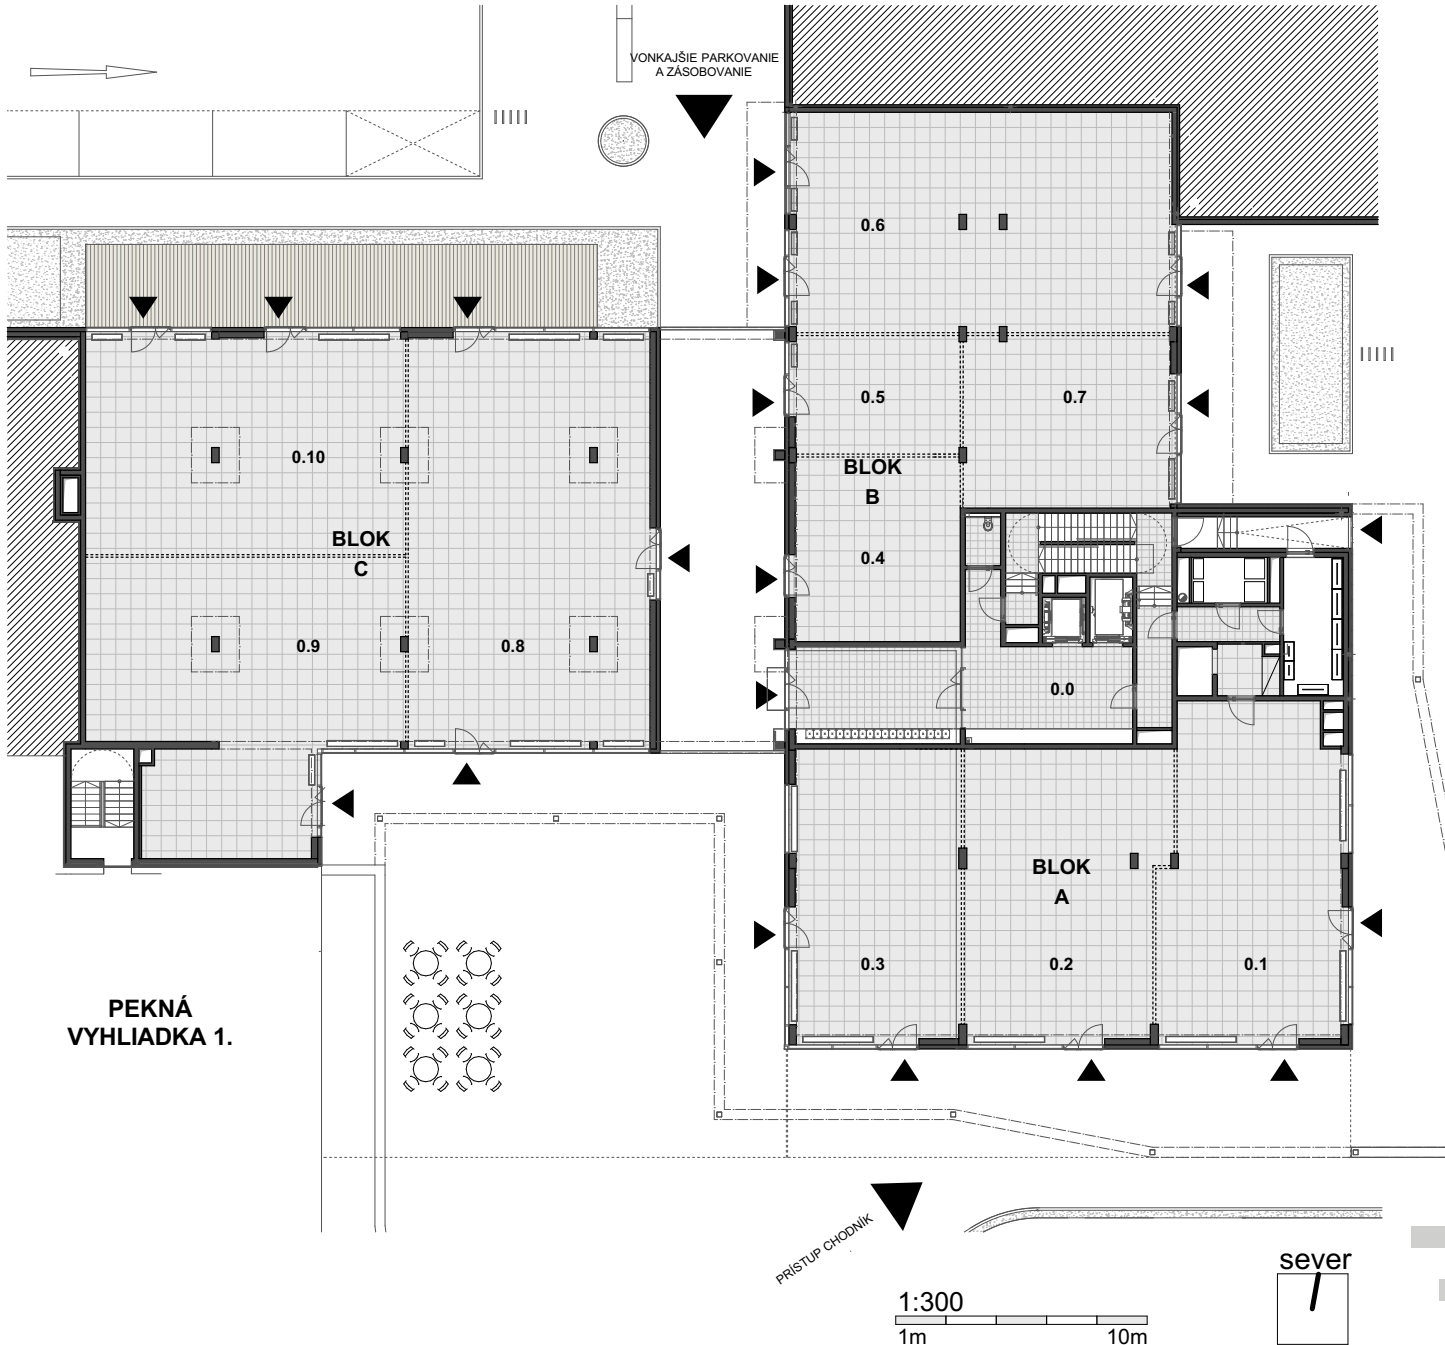 VONKAJŠIE PARKOVANIE
A ZÁSOBOVANIE
0.6
0.5
0.7
0.10
BLOK
B
BLOK
C
0.4
0.9
0.8
0.0
BLOK
A
0.3
0.2
0.1
PEKNÁ
VYHLIADKA 1.
PRÍSTUP CHODNÍK
sever
1:300
1m
10m